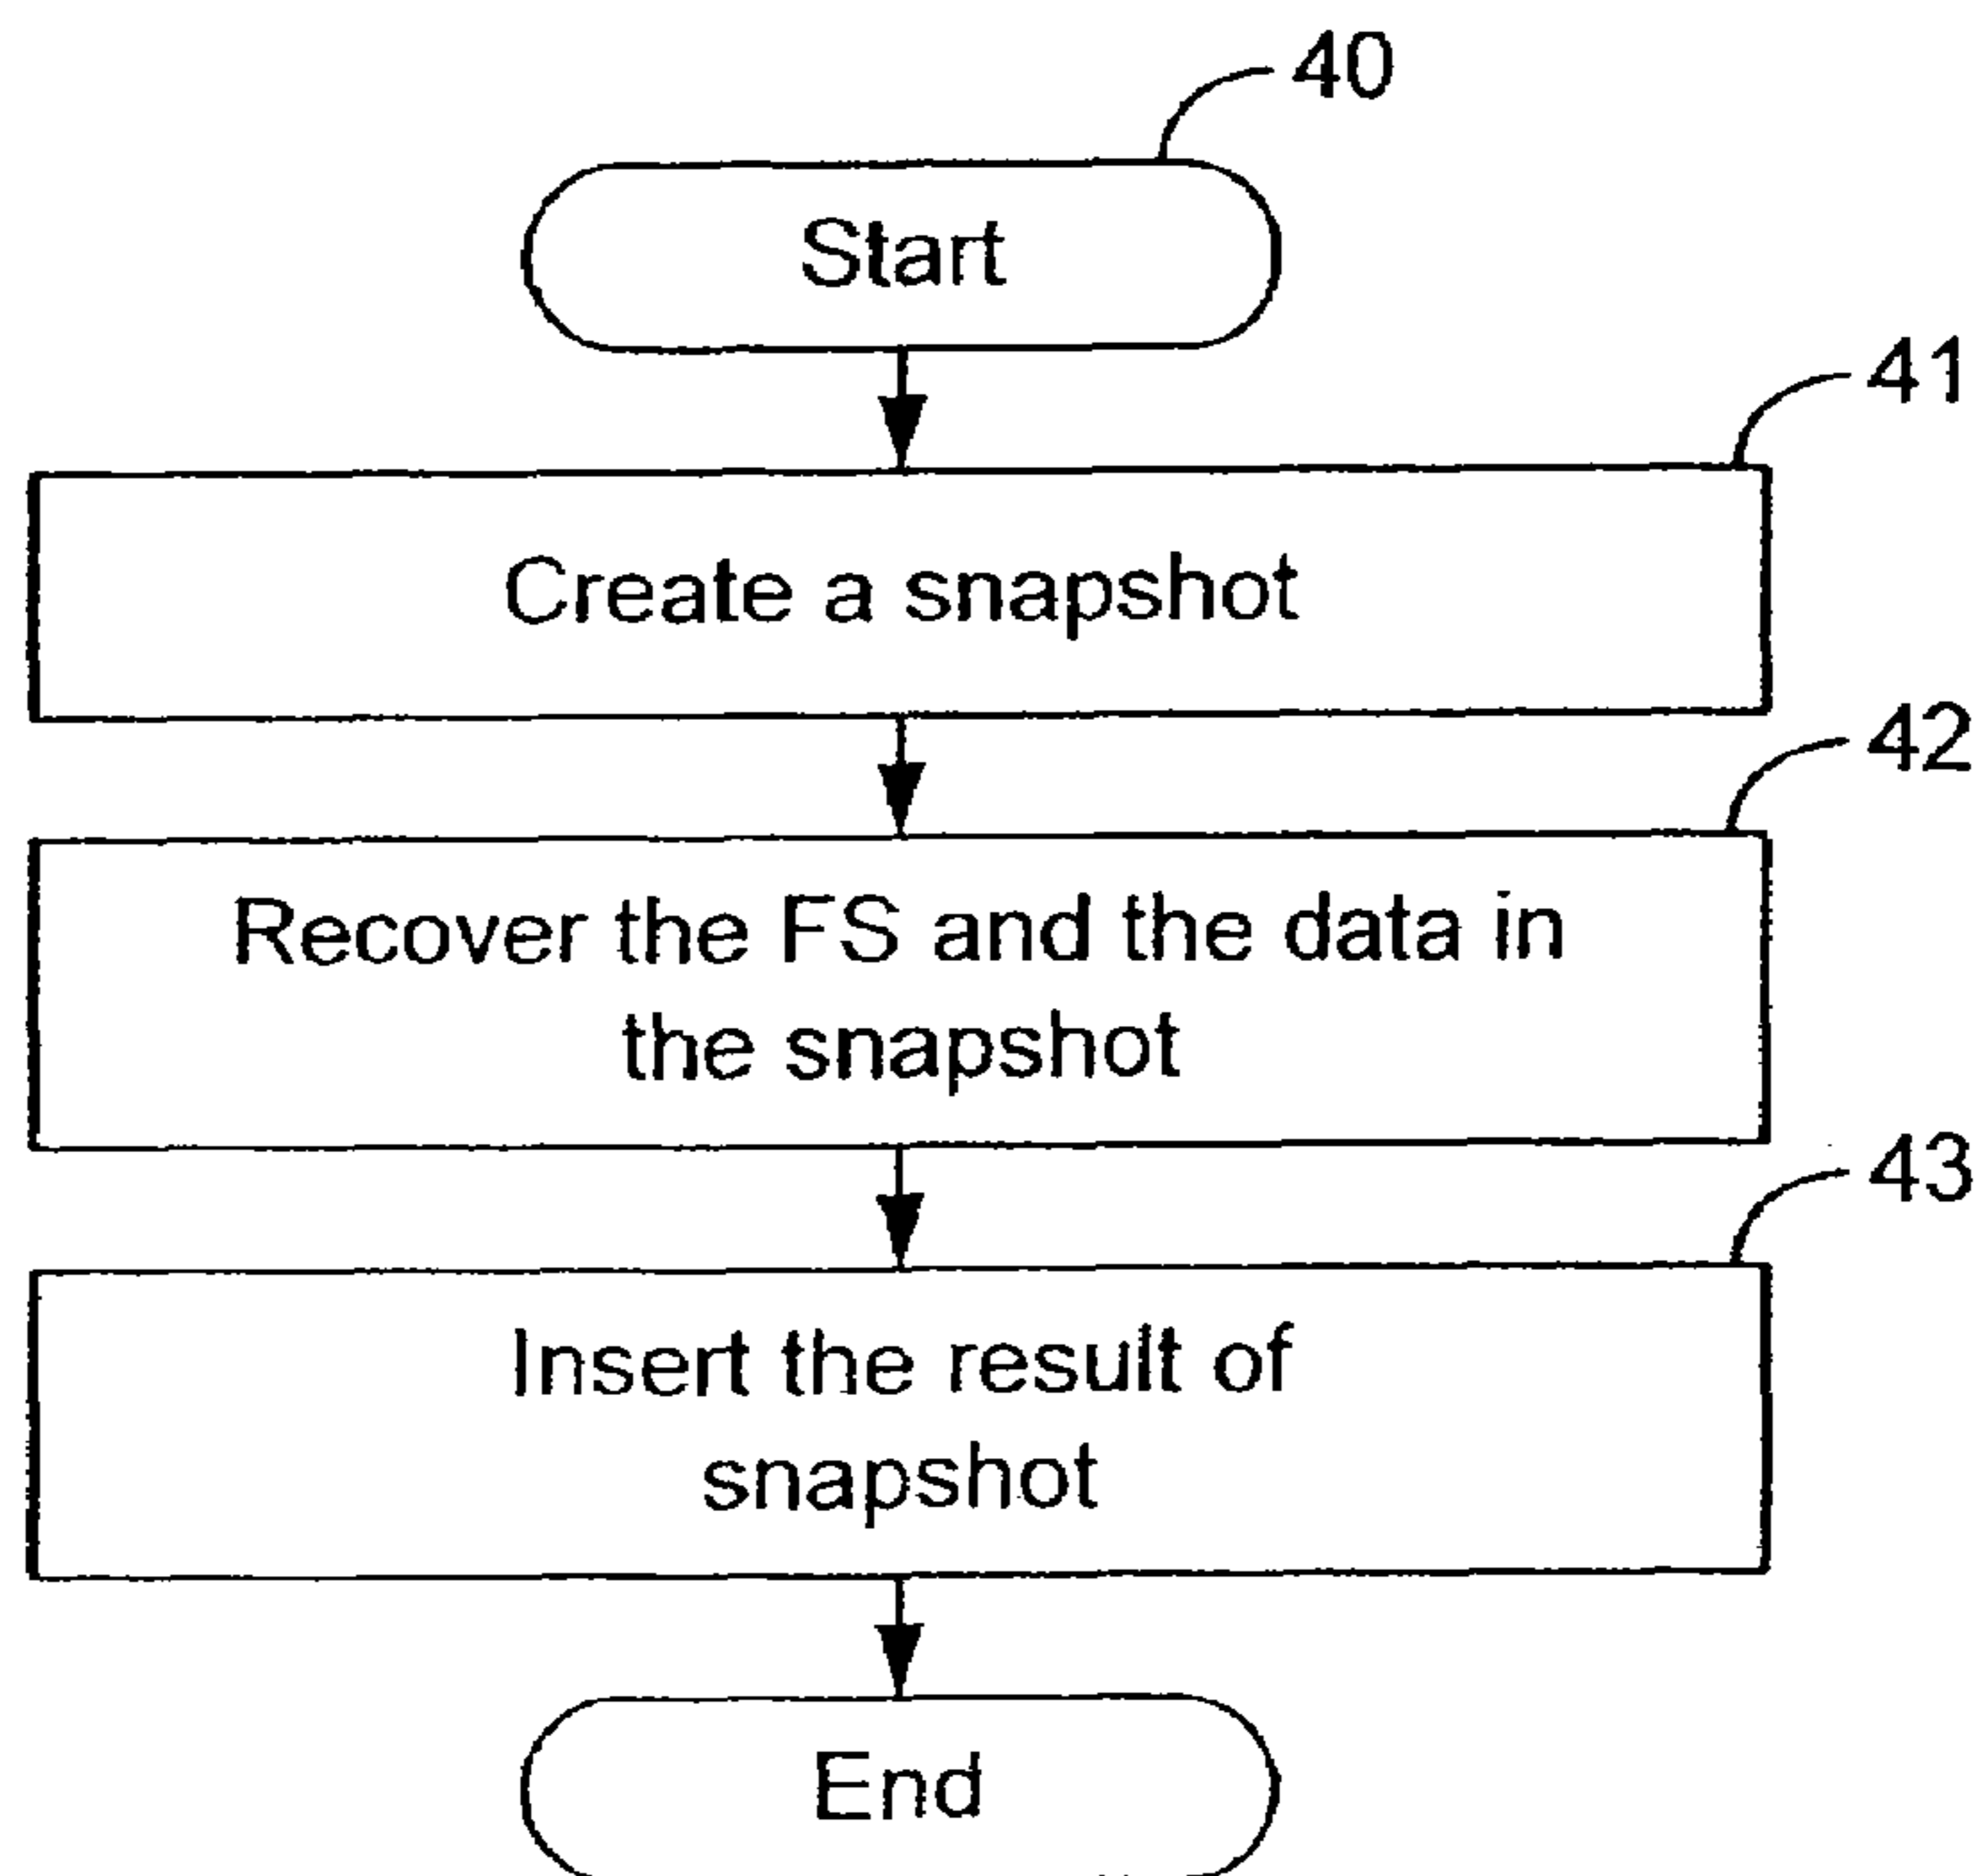 40
Start
41
Create a snapshot
42
Recover the FS and the data in
the snapshot
43
Insert the result of
snapshot
End